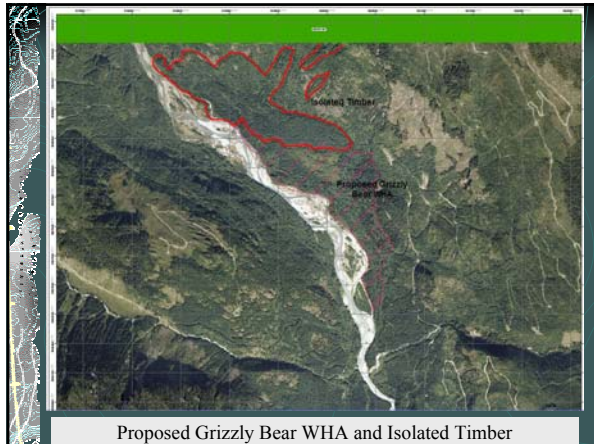 Isolated Timber
Proposed Grizzly
Bear WHA
Proposed Grizzly Bear WHA and Isolated Timber